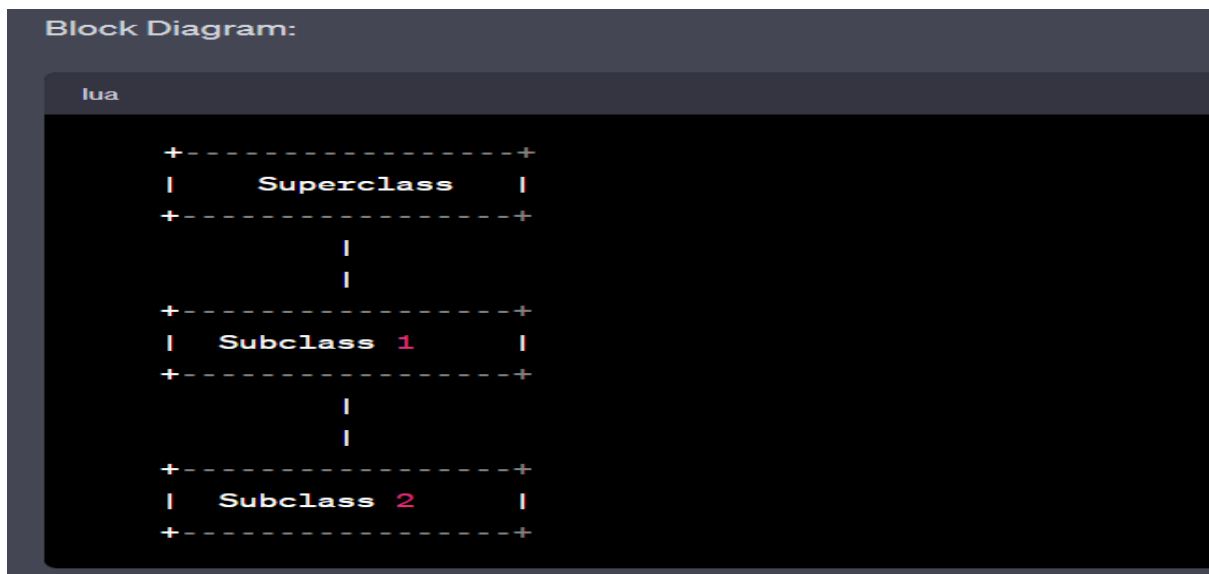 Block Diagram:
lua
+-----------------+
|    Superclass   |
+-----------------+
|
|
+-----------------+
|  Subclass 1     |
+-----------------+
|
|
+-----------------+
|  Subclass 2     |
+-----------------+